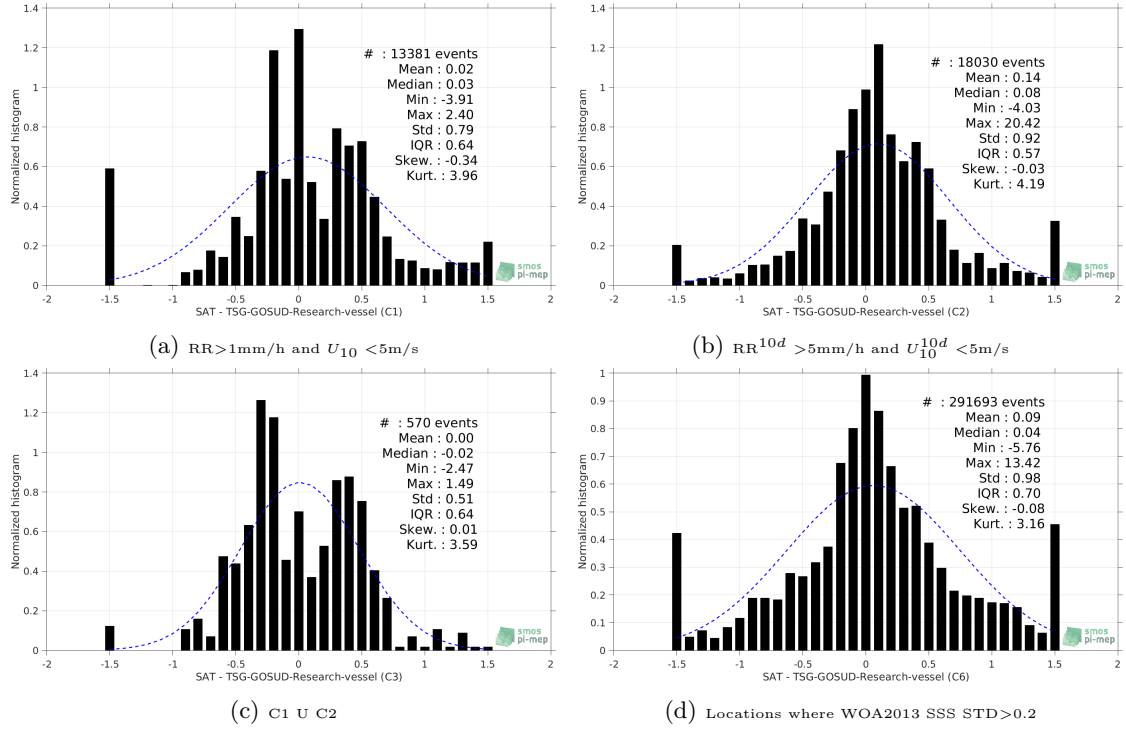 1.4
1.2
1
0.8
0.6
0.4
0.2
0
Normalized histogram
# : 13381 events
Mean : 0.02
Median : 0.03
Min : -3.91
Max : 2.40
Std : 0.79
IQR : 0.64
Skew. : -0.34
Kurt. : 3.96
smos
pi-mep
-2 -1.5 -1 -0.5 0 0.5 1 1.5 2
SAT - TSG-GOSUD-Research-vessel (C1)
(a) RR>1mm/h and U10 <5m/s
1.4
1.2
1
0.8
0.6
0.4
0.2
0
Normalized histogram
# : 18030 events
Mean : 0.14
Median : 0.08
Min : -4.03
Max : 20.42
Std : 0.92
IQR : 0.57
Skew. : -0.03
Kurt. : 4.19
smos
pi-mep
-2 -1.5 -1 -0.5 0 0.5 1 1.5 2
SAT - TSG-GOSUD-Research-vessel (C2)
(b) RR^10d >5mm/h and U10^10d <5m/s
1.4
1.2
1
0.8
0.6
0.4
0.2
0
Normalized histogram
# : 570 events
Mean : 0.00
Median : -0.02
Min : -2.47
Max : 1.49
Std : 0.51
IQR : 0.64
Skew. : 0.01
Kurt. : 3.59
smos
pi-mep
-2 -1.5 -1 -0.5 0 0.5 1 1.5 2
SAT - TSG-GOSUD-Research-vessel (C3)
(c) C1 U C2
1
0.9
0.8
0.7
0.6
0.5
0.4
0.3
0.2
0.1
0
Normalized histogram
# : 291693 events
Mean : 0.09
Median : 0.04
Min : -5.76
Max : 13.42
Std : 0.98
IQR : 0.70
Skew. : -0.08
Kurt. : 3.16
smos
pi-mep
-2 -1.5 -1 -0.5 0 0.5 1 1.5 2
SAT - TSG-GOSUD-Research-vessel (C6)
(d) Locations where WOA2013 SSS STD>0.2